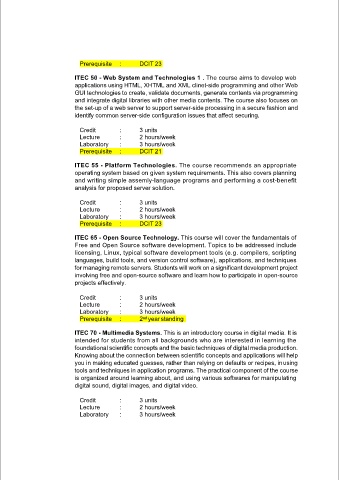 Prerequisite : DCIT 23
ITEC 50 - Web System and Technologies 1 . The course aims to develop web
applications using HTML, XHTML and XML clinet-side programming and other Web
GUI technologies to create, validate documents, generate contents via programming
and integrate digital libraries with other media contents. The course also focuses on
the set-up of a web server to support server-side processing in a secure fashion and
identify common server-side configuration issues that affect securing.
Credit : 3 units
Lecture : 2 hours/week
Laboratory : 3 hours/week
Prerequisite : DCIT 21
ITEC 55 - Platform Technologies. The course recommends an appropriate
operating system based on given system requirements. This also covers planning
and writing simple assemly-language programs and performing a cost-benefit
analysis for proposed server solution.
Credit : 3 units
Lecture : 2 hours/week
Laboratory : 3 hours/week
Prerequisite : DCIT 23
ITEC 65 - Open Source Technology. This course will cover the fundamentals of
Free and Open Source software development. Topics to be addressed include
licensing, Linux, typical software development tools (e.g. compilers, scripting
languages, build tools, and version control software), applications, and techniques
for managing remote servers. Students will work on a significant development project
involving free and open-source software and learn how to participate in open-source
projects effectively.
Credit : 3 units
Lecture : 2 hours/week
Laboratory : 3 hours/week
Prerequisite : 2nd year standing
ITEC 70 - Multimedia Systems. This is an introductory course in digital media. It is
intended for students from all backgrounds who are interested in learning the
foundational scientific concepts and the basic techniques of digital media production.
Knowing about the connection between scientific concepts and applications will help
you in making educated guesses, rather than relying on defaults or recipes, inusing
tools and techniques in application programs. The practical component of the course
is organized around learning about, and using various softwares for manipulating
digital sound, digital images, and digital video.
Credit : 3 units
Lecture : 2 hours/week
Laboratory : 3 hours/week